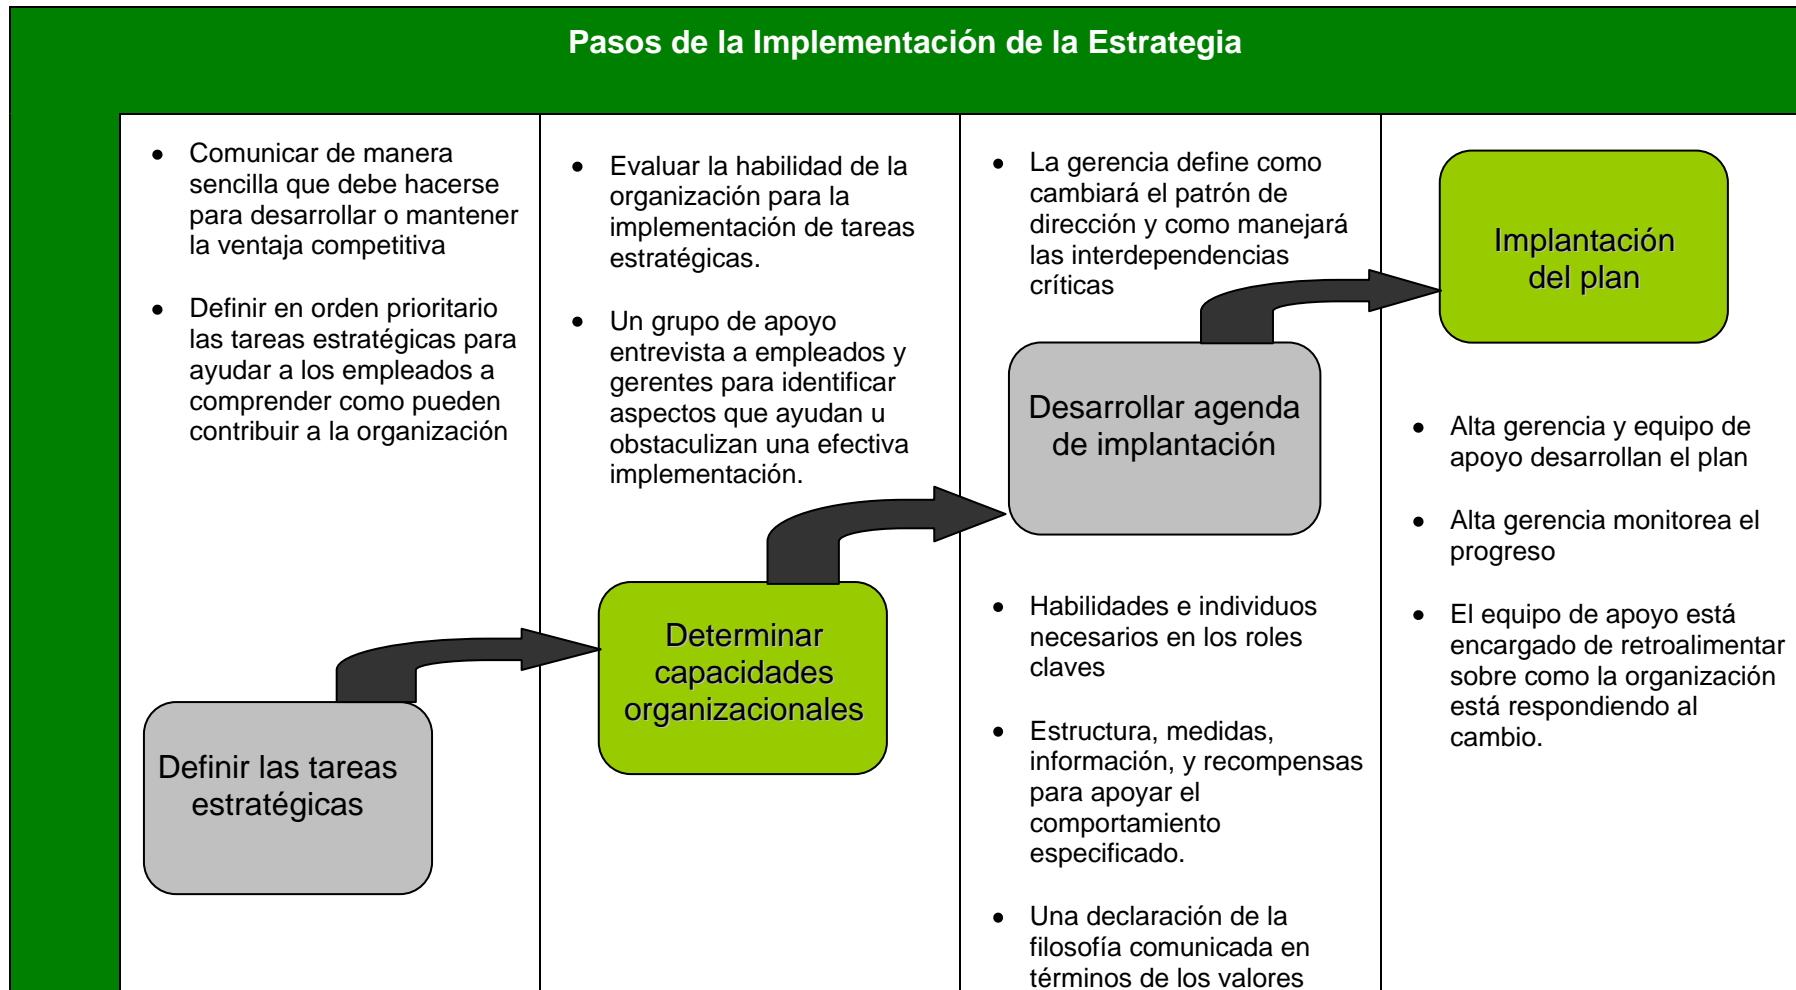 Pasos de la Implementación de la Estrategia
Comunicar de manera
sencilla que debe hacerse
para desarrollar o mantener
la ventaja competitiva
Definir en orden prioritario
las tareas estratégicas para
ayudar a los empleados a
comprender como pueden
contribuir a la organización
Definir las tareas
estratégicas
Evaluar la habilidad de la
organización para la
implementación de tareas
estratégicas.
Un grupo de apoyo
entrevista a empleados y
gerentes para identificar
aspectos que ayudan u
obstaculizan una efectiva
implementación.
Determinar
capacidades
organizacionales
La gerencia define como
cambiará el patrón de
dirección y como manejará
las interdependencias
críticas
Desarrollar agenda
de implantación
Habilidades e individuos
necesarios en los roles
claves
Estructura, medidas,
información, y recompensas
para apoyar el
comportamiento
especificado.
Una declaración de la
filosofía comunicada en
términos de los valores
Implantación
del plan
Alta gerencia y equipo de
apoyo desarrollan el plan
Alta gerencia monitorea el
progreso
El equipo de apoyo está
encargado de retroalimentar
sobre como la organización
está respondiendo al
cambio.